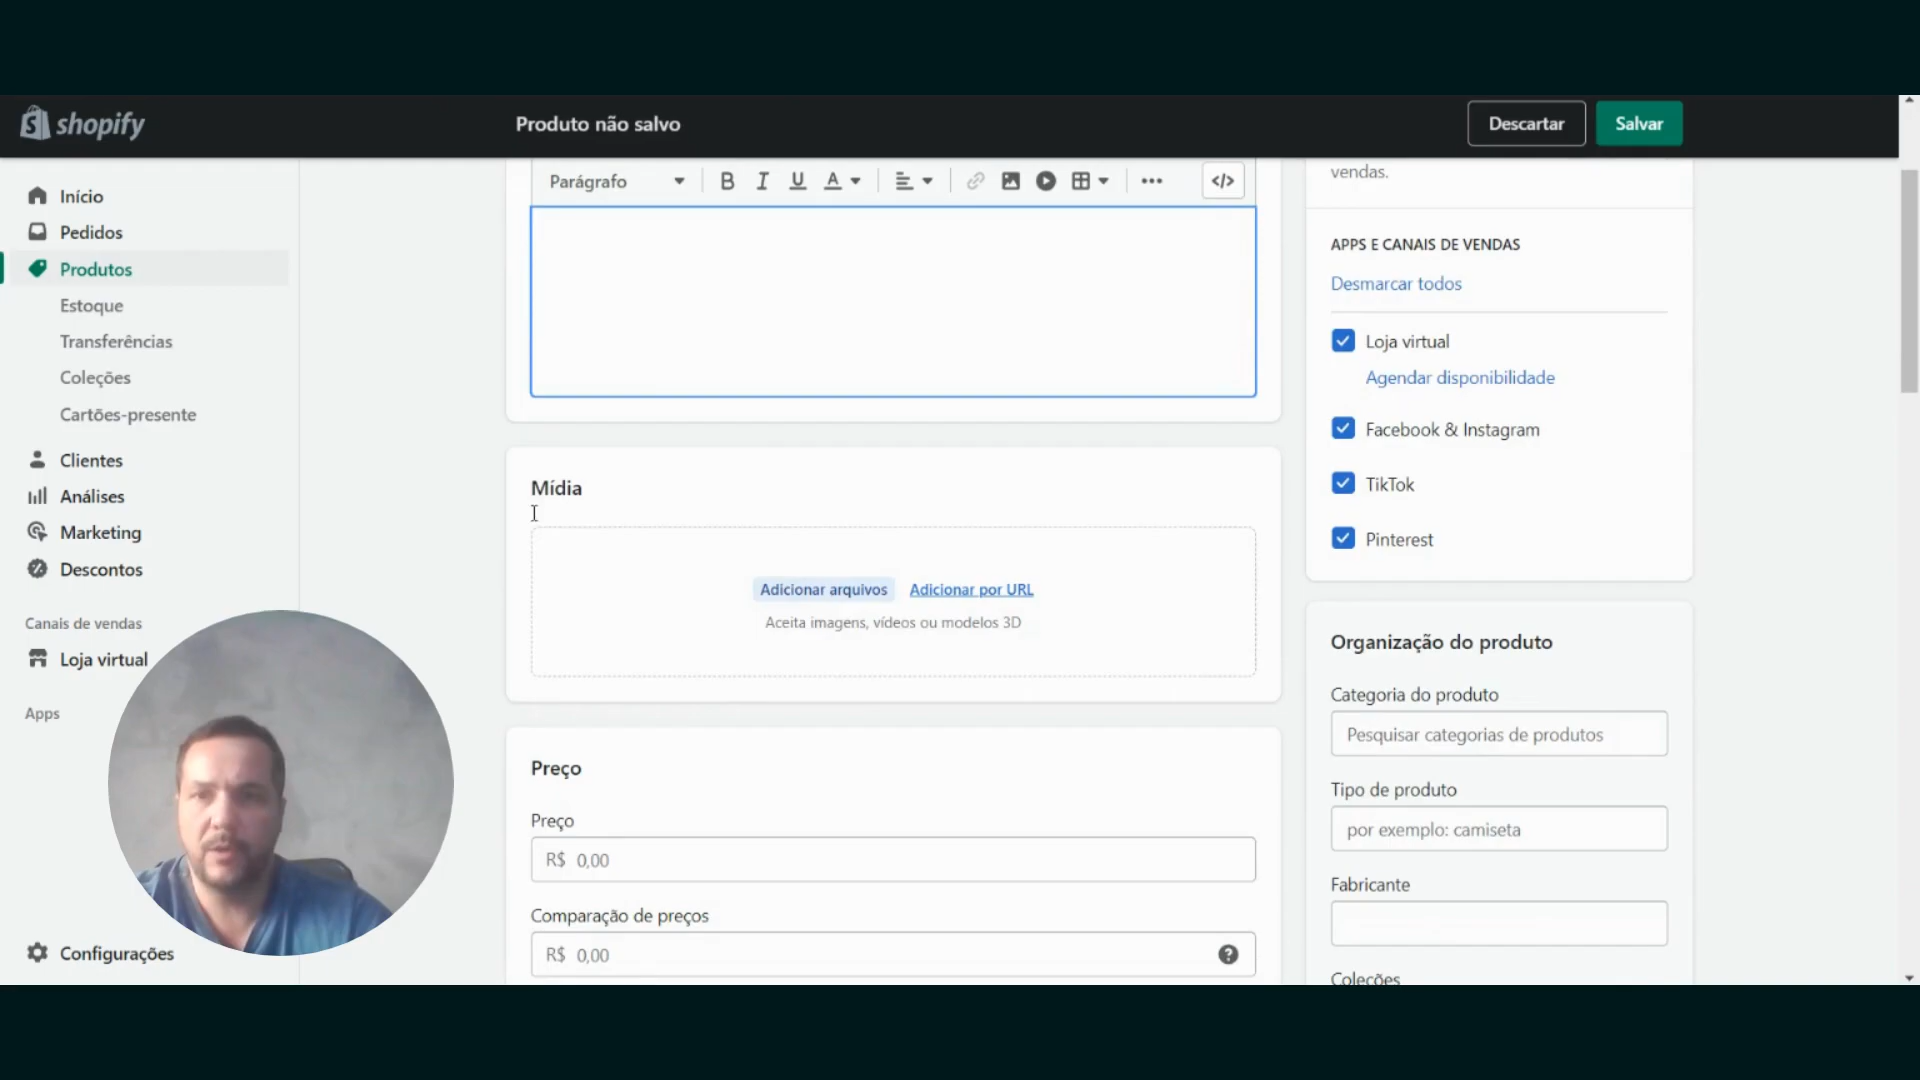 shopify
Produto não salvo
Descartar
Salvar
Início
Pedidos
Produtos
Estoque
Transferências
Coleções
Cartões-presente
Clientes
Análises
Marketing
Descontos
Canais de vendas
Loja virtual
Apps
Configurações
Parágrafo
B I U A
</>
Mídia
Adicionar arquivos Adicionar por URL
Aceita imagens, vídeos ou modelos 3D
Preço
Preço
R$ 0,00
Comparação de preços
R$ 0,00
vendas.
APPS E CANAIS DE VENDAS
Desmarcar todos
Loja virtual
Agendar disponibilidade
Facebook & Instagram
TikTok
Pinterest
Organização do produto
Categoria do produto
Pesquisar categorias de produtos
Tipo de produto
por exemplo: camiseta
Fabricante
Coleções